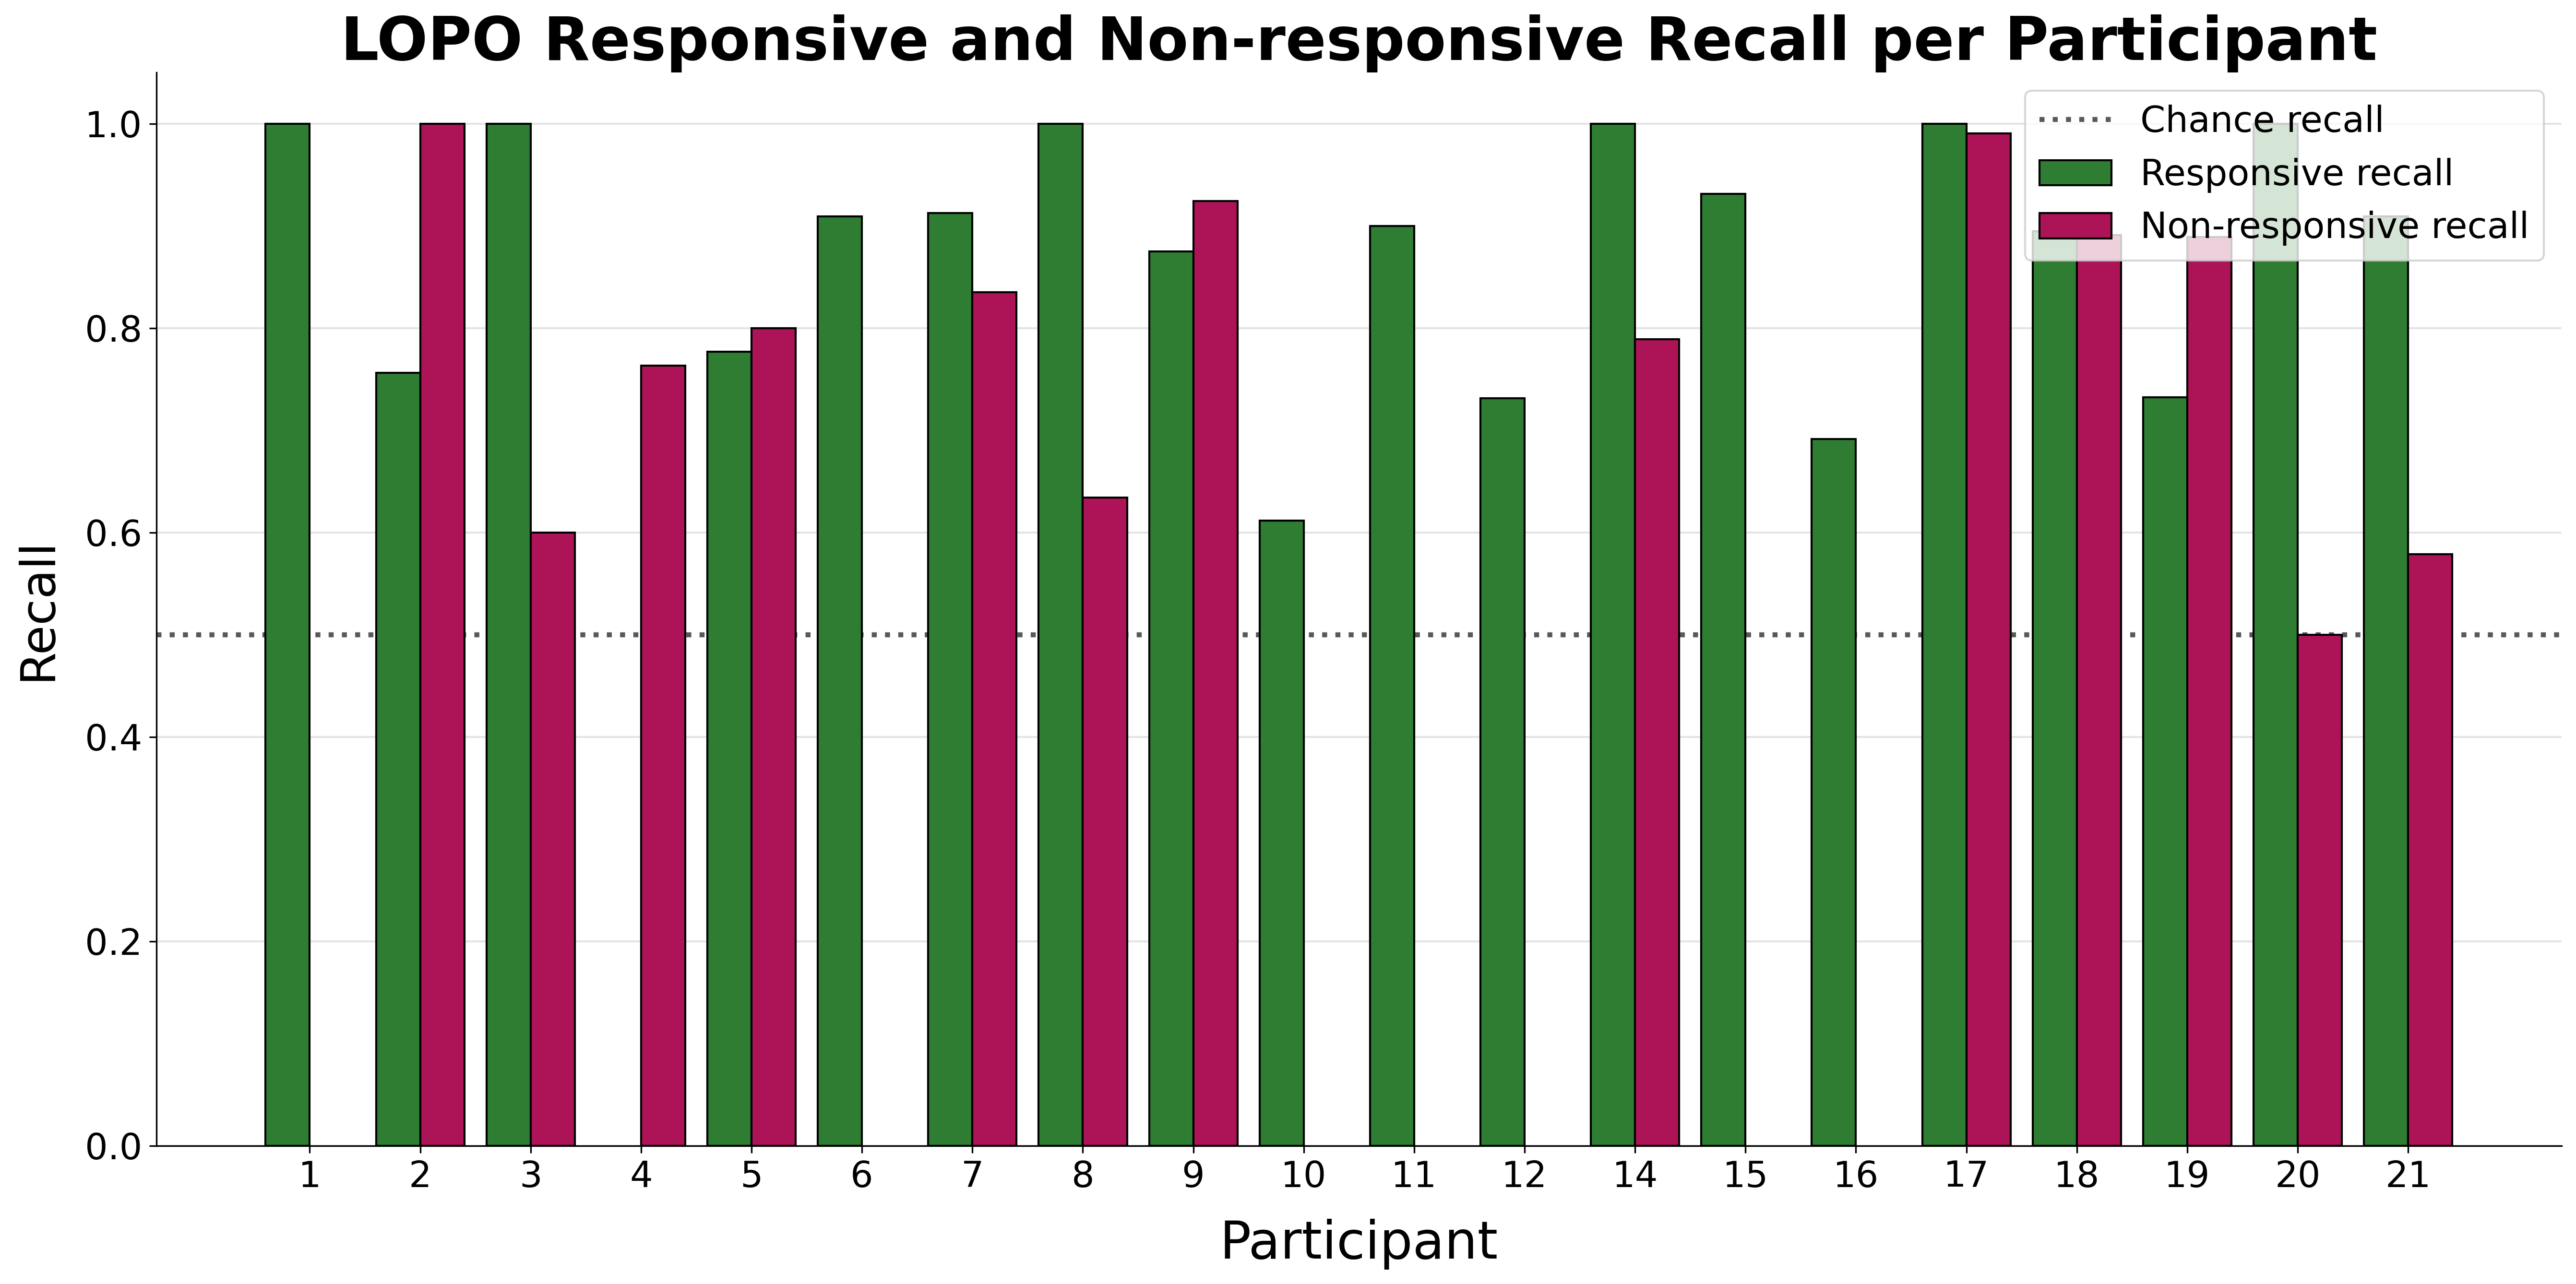 LOPO Responsive and Non-responsive Recall per Participant
Chance recall
Responsive recall
Non-responsive recall
1.0
0.8
0.6
0.4
0.2
0.0
Recall
1 2 3 4 5 6 7 8 9 10 11 12 14 15 16 17 18 19 20 21
Participant